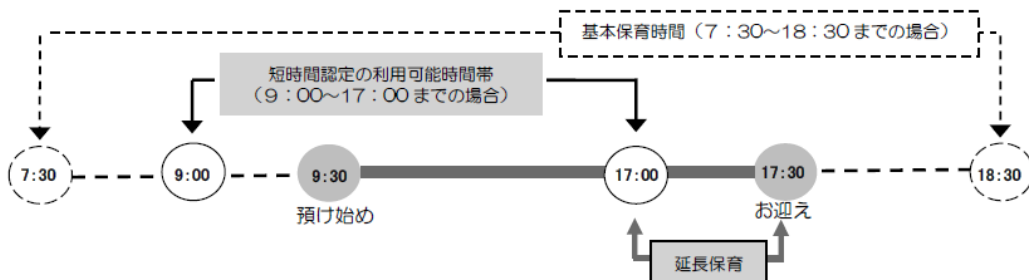 基本保育時間（7：30～18：30までの場合）
短時間認定の利用可能時間帯
（9：00～17：00までの場合）
7:30
9:00
9:30
17:00
17:30
18:30
預け始め
お迎え
延長保育